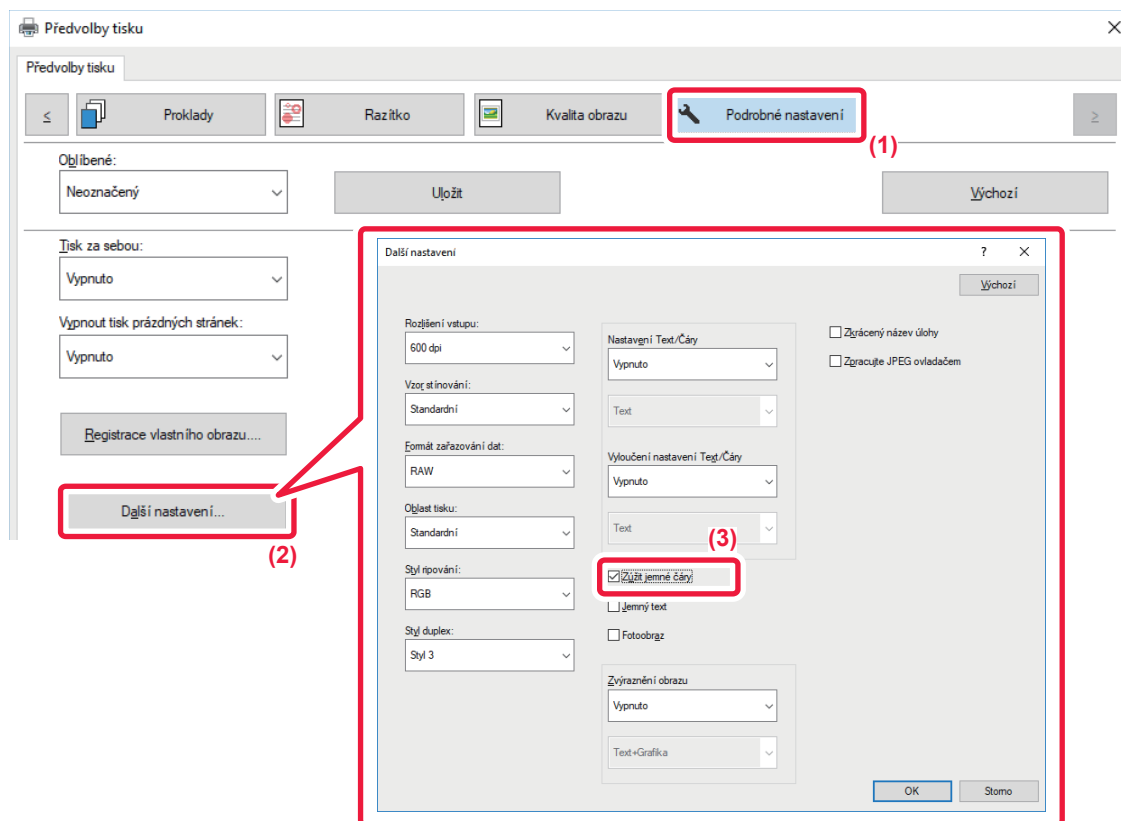 Předvolby tisku
Předvolby tisku
<
Proklady
Razítko
Kvalita obrazu
Podrobné nastavení
>
(1)
Oblíbené:
Neoznačený
Uložit
Výchozí
Tisk za sebou:
Vypnuto
Vypnout tisk prázdných stránek:
Vypnuto
Registrace vlastního obrazu....
Další nastavení...
(2)
Další nastavení
?
Výchozí
Rozlišení vstupu:
600 dpi
Vzor stínování:
Standardní
Formát zařazování dat:
RAW
Oblast tisku:
Standardní
Styl ripování:
RGB
Styl duplex:
Styl 3
Nastavení Text/Čáry
Vypnuto
Text
Vyloučení nastavení Text/Čáry
Vypnuto
Text
(3)
Zúžit jemné čáry
Jemný text
Fotoobraz
Zvýraznění obrazu
Vypnuto
Text+Grafika
Zkrácený název úlohy
Zpracujte JPEG ovladačem
OK
Storno